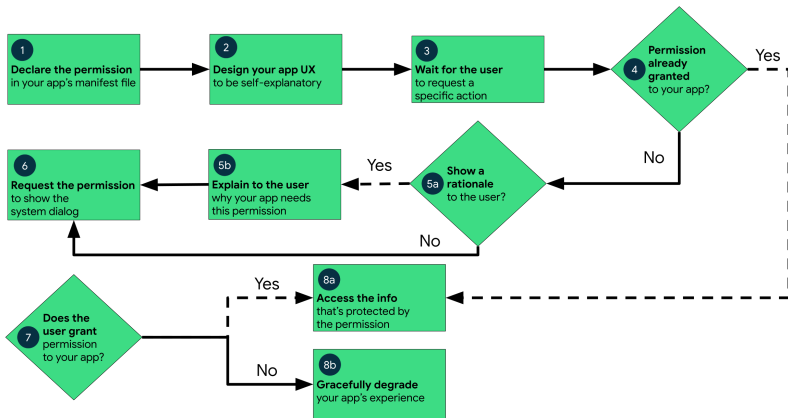 1
Declare the permission
in your app's manifest file
2
Design your app UX
to be self-explanatory
3
Wait for the user
to request a
specific action
4
Permission
already
granted
to your app?
Yes
No
5a
Show a
rationale
to the user?
Yes
5b
Explain to the user
why your app needs
this permission
No
6
Request the permission
to show the
system dialog
7
Does the
user grant
permission
to your app?
Yes
8a
Access the info
that's protected by
the permission
No
8b
Gracefully degrade
your app's experience